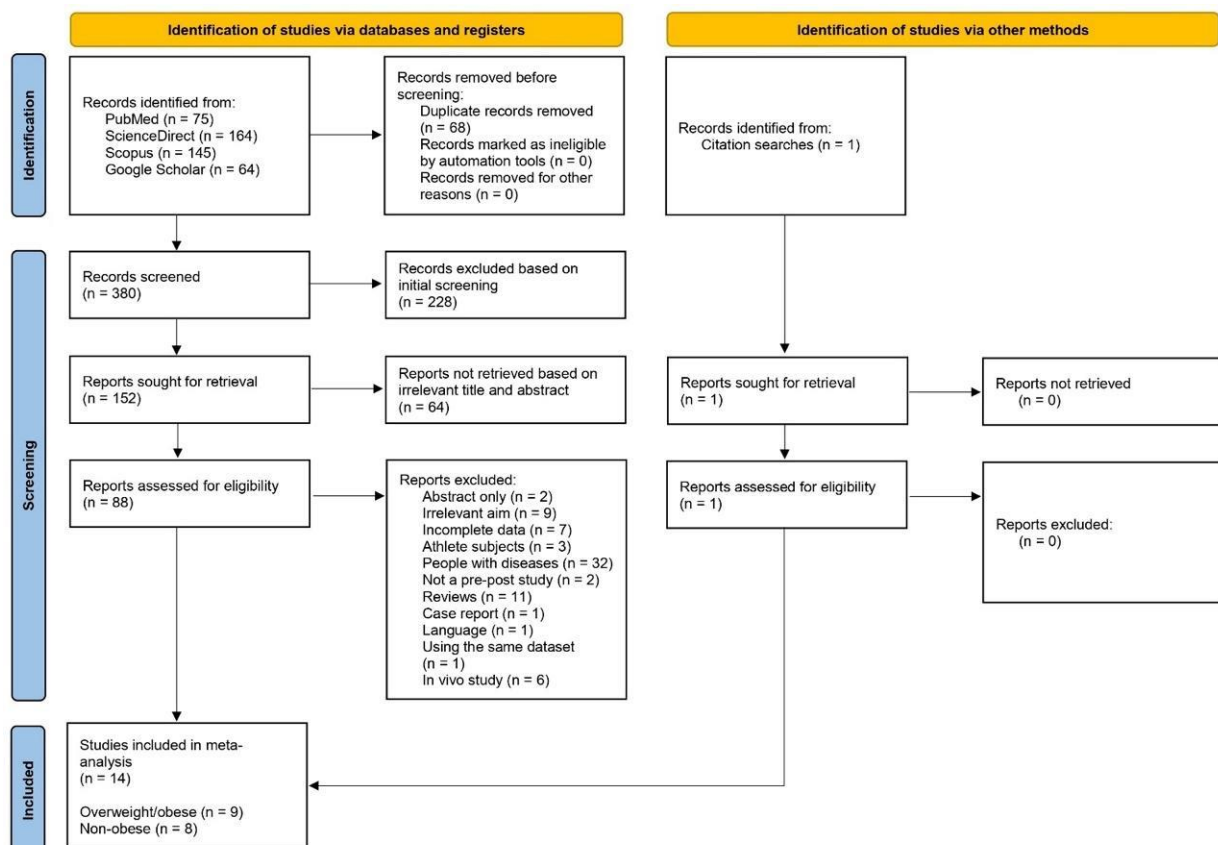 Identification of studies via databases and registers
Identification of studies via other methods
Identification
Records identified from:
PubMed (n = 75)
ScienceDirect (n = 164)
Scopus (n = 145)
Google Scholar (n = 64)
Records removed before
screening:
Duplicate records removed
(n = 68)
Records marked as ineligible
by automation tools (n = 0)
Records removed for other
reasons (n = 0)
Records identified from:
Citation searches (n = 1)
Screening
Records screened
(n = 380)
Records excluded based on
initial screening
(n = 228)
Reports sought for retrieval
(n = 152)
Reports not retrieved based on
irrelevant title and abstract
(n = 64)
Reports sought for retrieval
(n = 1)
Reports not retrieved
(n = 0)
Reports assessed for eligibility
(n = 88)
Reports excluded:
Abstract only (n = 2)
Irrelevant aim (n = 9)
Incomplete data (n = 7)
Athlete subjects (n = 3)
People with diseases (n = 32)
Not a pre-post study (n = 2)
Reviews (n = 11)
Case report (n = 1)
Language (n = 1)
Using the same dataset
(n = 1)
In vivo study (n = 6)
Reports assessed for eligibility
(n = 1)
Reports excluded:
(n = 0)
Included
Studies included in meta-
analysis
(n = 14)
Overweight/obese (n = 9)
Non-obese (n = 8)